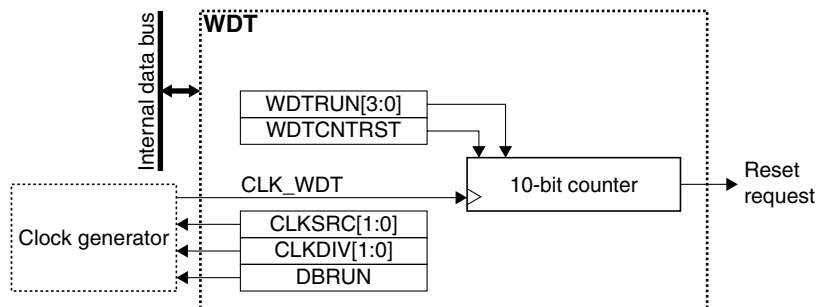 WDT
Internal data bus
WDTRUN[3:0]
WDTCNTRST
CLK_WDT
10-bit counter
Reset
request
Clock generator
CLKSRC[1:0]
CLKDIV[1:0]
DBRUN